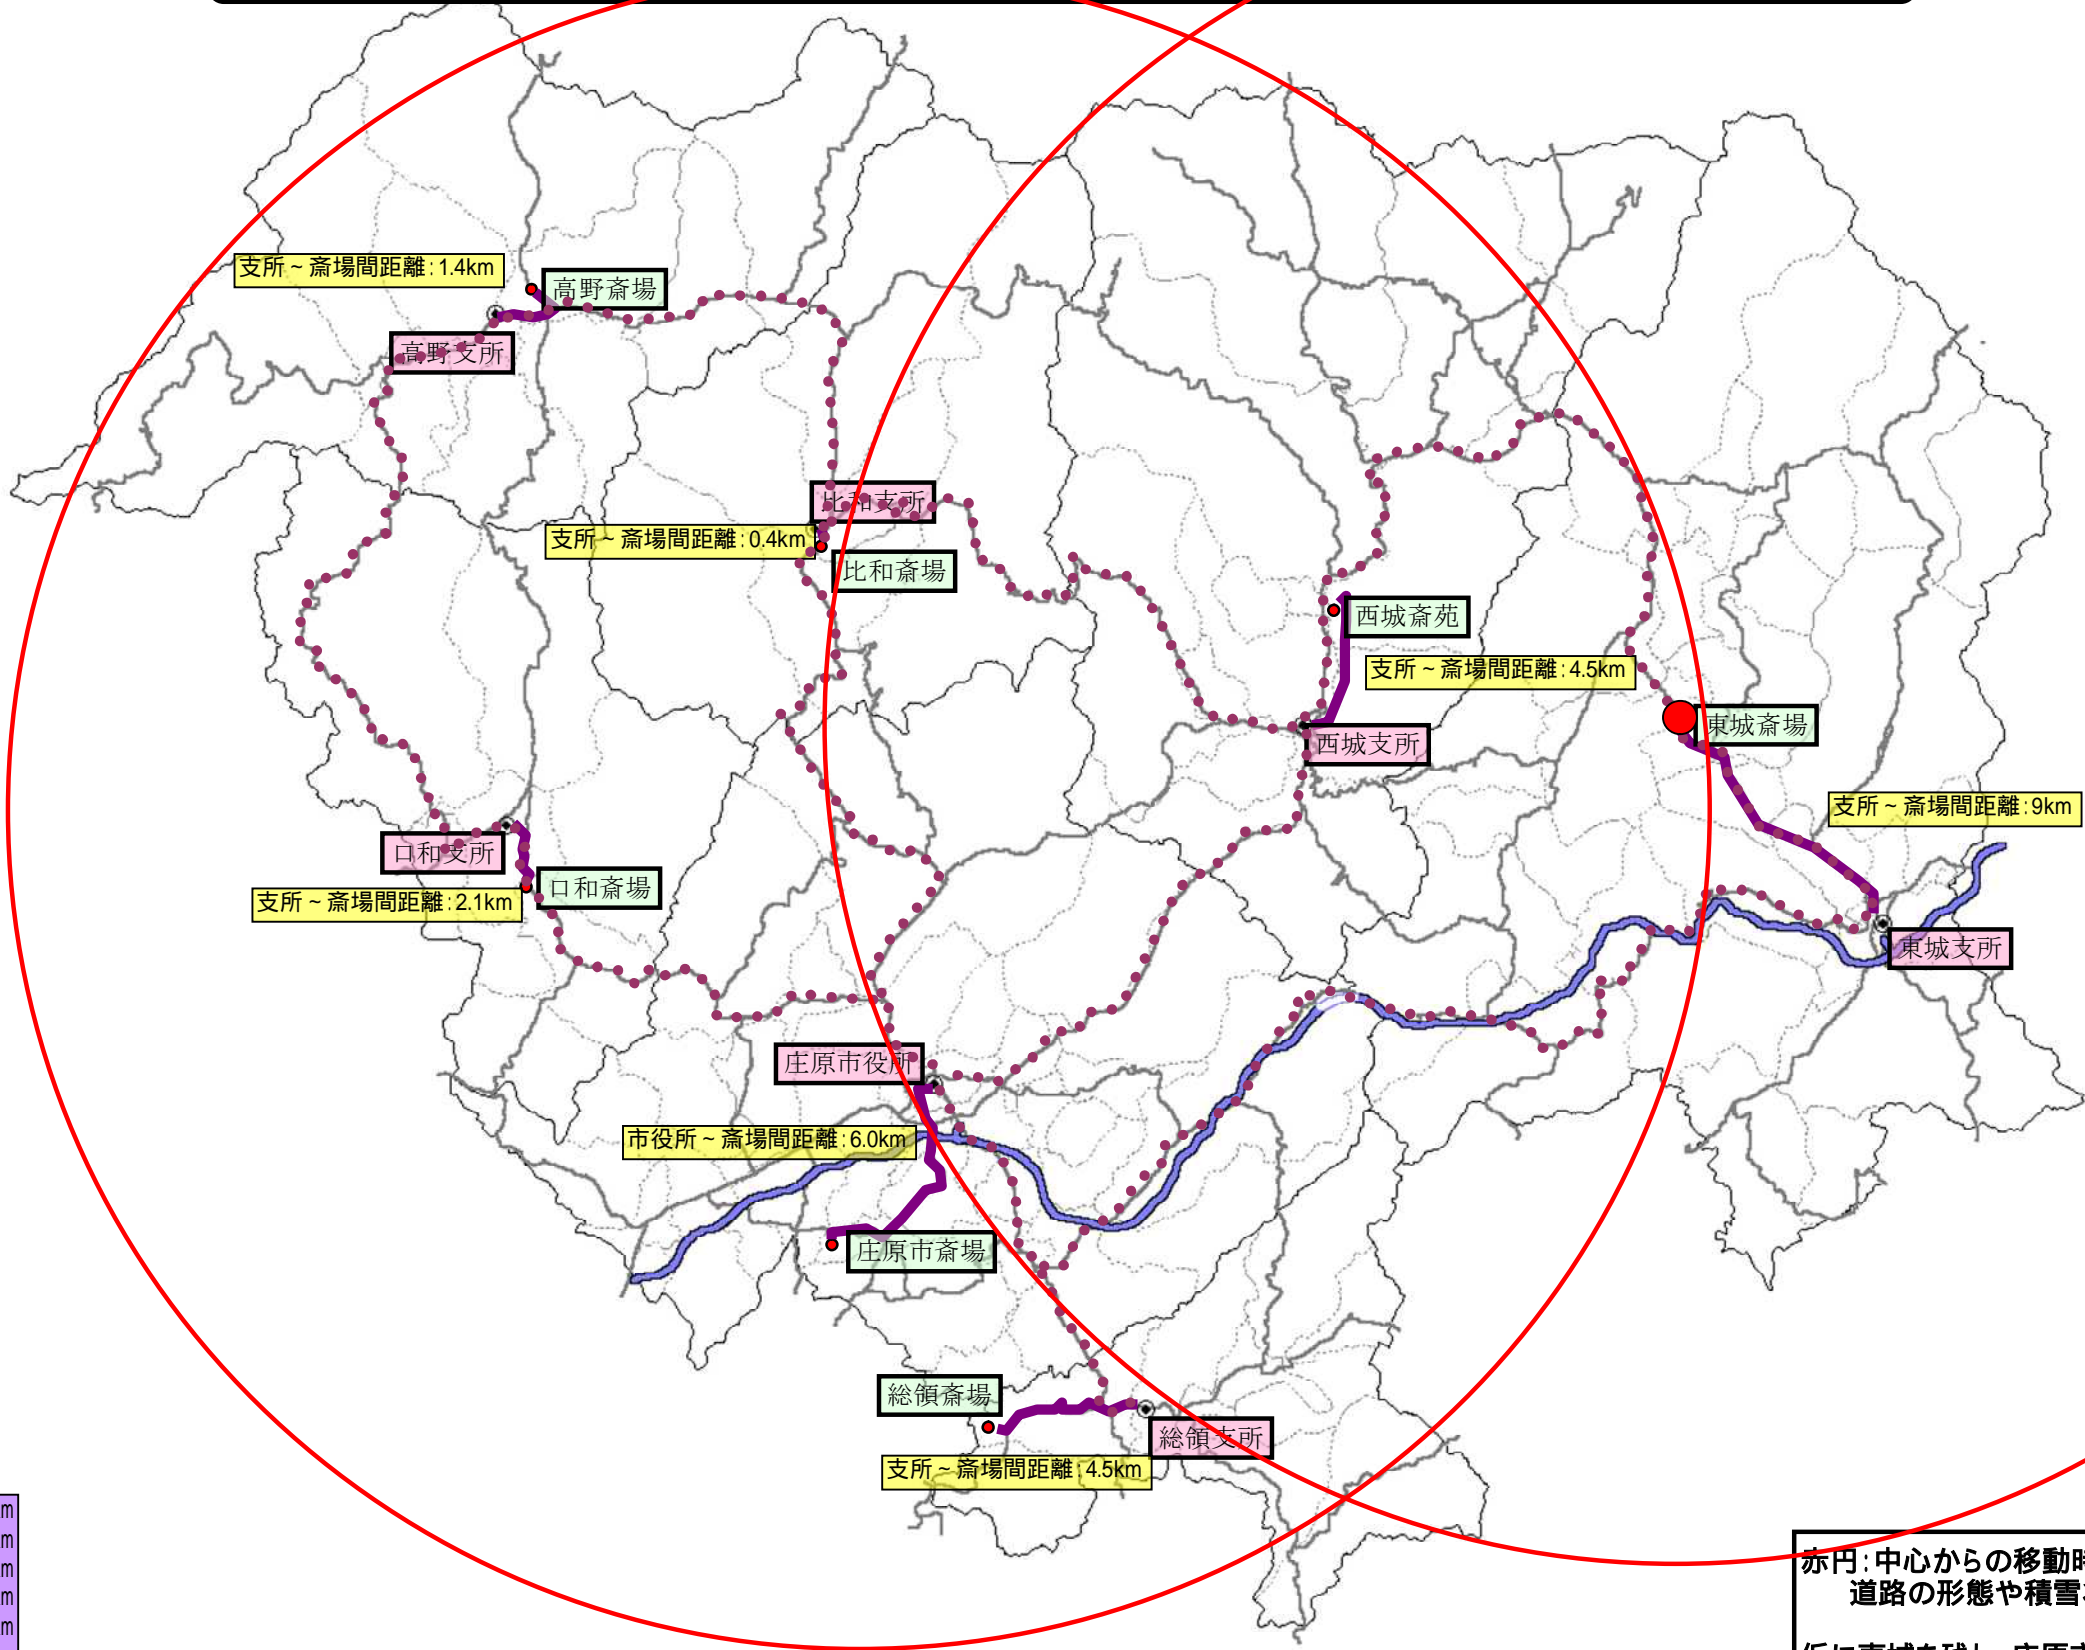 支所～斎場間距離：1.4km
高野斎場
高野支所
比和支所
支所～斎場間距離：0.4km
比和斎場
西城斎苑
支所～斎場間距離：4.5km
東城斎場
西城支所
支所～斎場間距離：9km
口和支所
口和斎場
支所～斎場間距離：2.1km
東城支所
庄原市役所
市役所～斎場間距離：6.0km
庄原市斎場
総領斎場
総領支所
支所～斎場間距離：4.5km
m
m
m
m
m
赤円：中心からの移動時
道路の形態や積雪